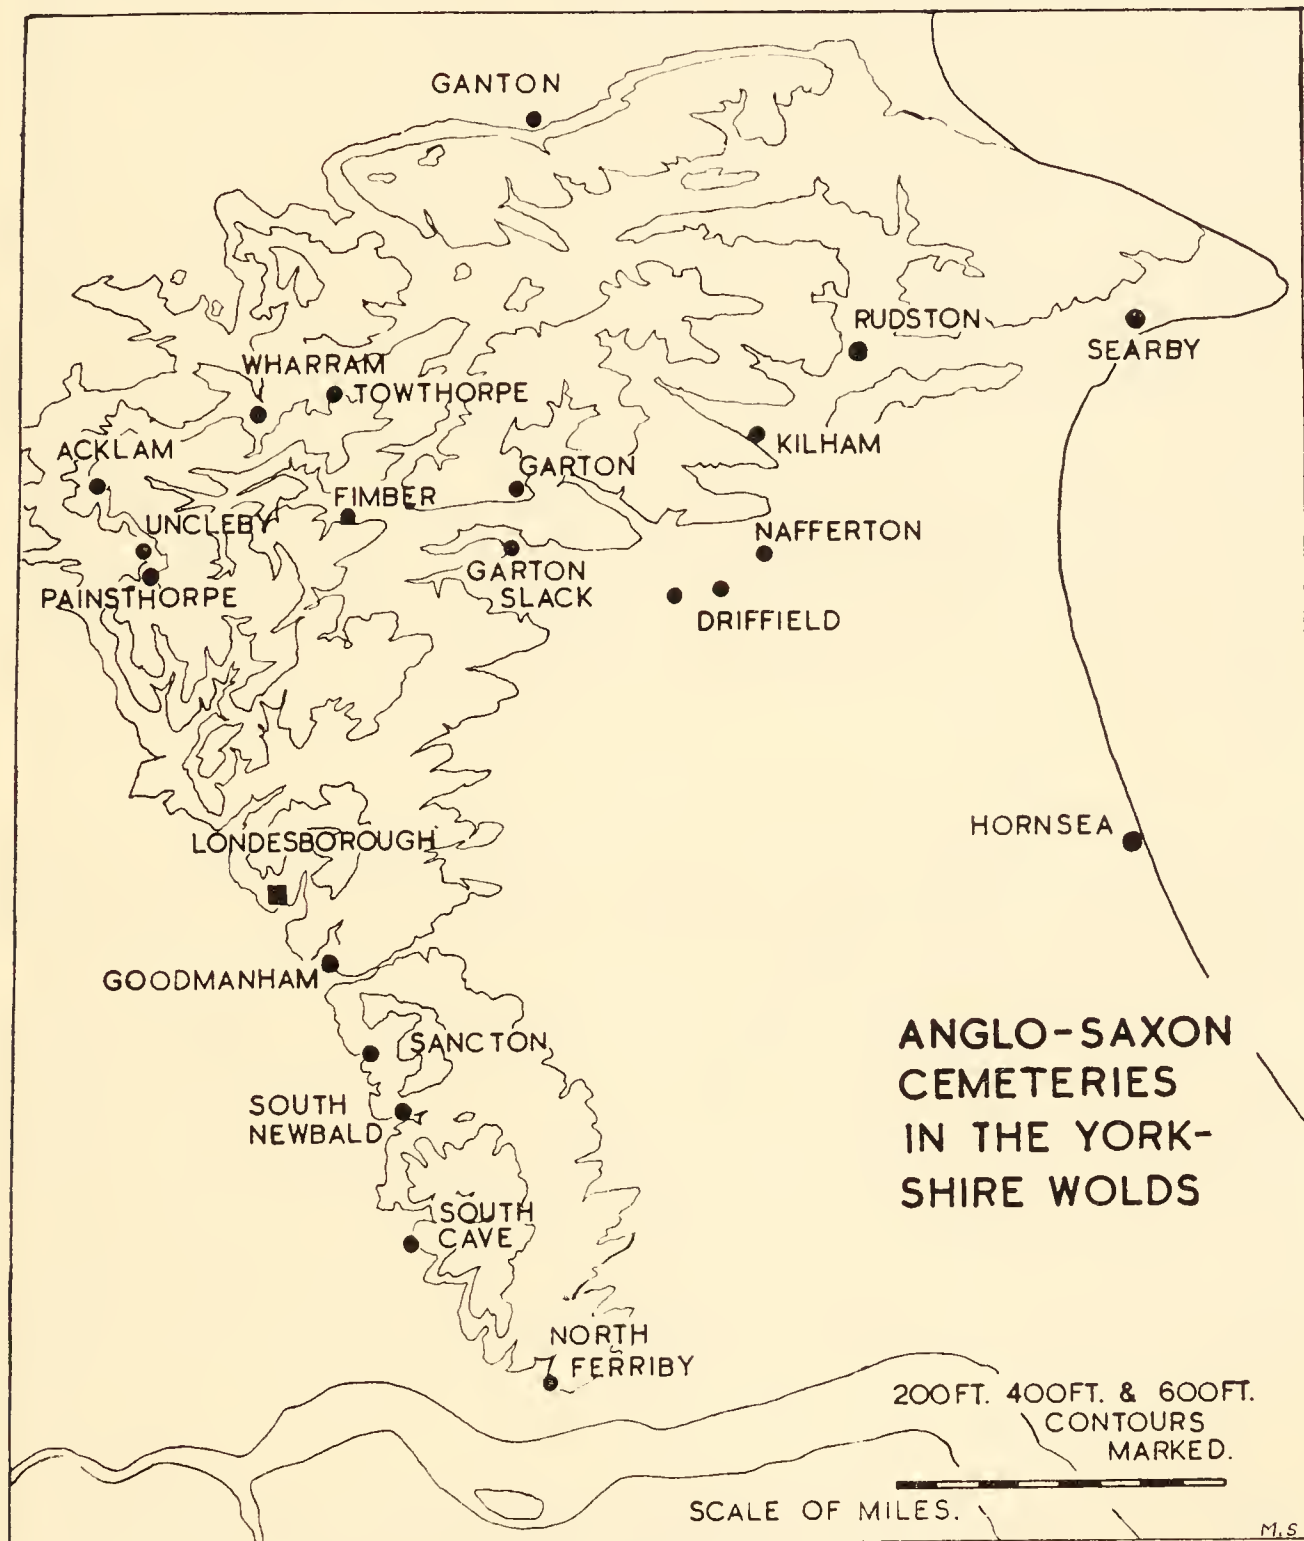 GANTON
RUDSTON
SEARBY
WHARRAM
TOWTHORPE
ACKLAM
KILHAM
GARTON
FIMBER
UNCLEBY
NAFFERTON
GARTON
SLACK
PAINSTHORPE
DRIFFIELD
HORNSEA
LONDESBOROUGH
GOODMANHAM
SANCTON
SOUTH
NEWBALD
SOUTH
CAVE
NORTH
FERRIBY
ANGLO-SAXON
CEMETERIES
IN THE YORK-
SHIRE WOLDS
200FT. 400FT. & 600FT.
CONTOURS
MARKED.
SCALE OF MILES.
M.S